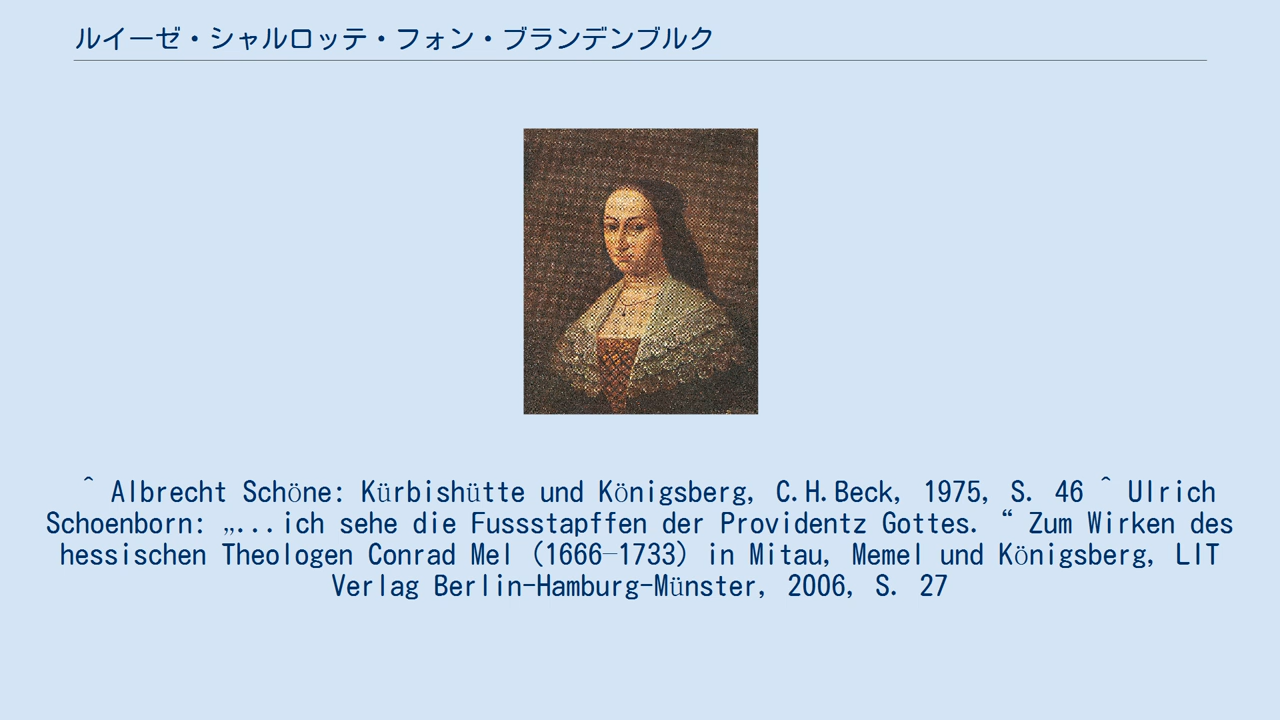 ルイーゼ・シャルロッテ・フォン・ブランデンブルク
^ Albrecht Schöne: Kürbishütte und Königsberg, C.H.Beck, 1975, S. 46 ^ Ulrich
Schoenborn: „...ich sehe die Fussstapffen der Providentz Gottes. “ Zum Wirken des
hessischen Theologen Conrad Mel (1666–1733) in Mitau, Memel und Königsberg, LIT
Verlag Berlin-Hamburg-Münster, 2006, S. 27